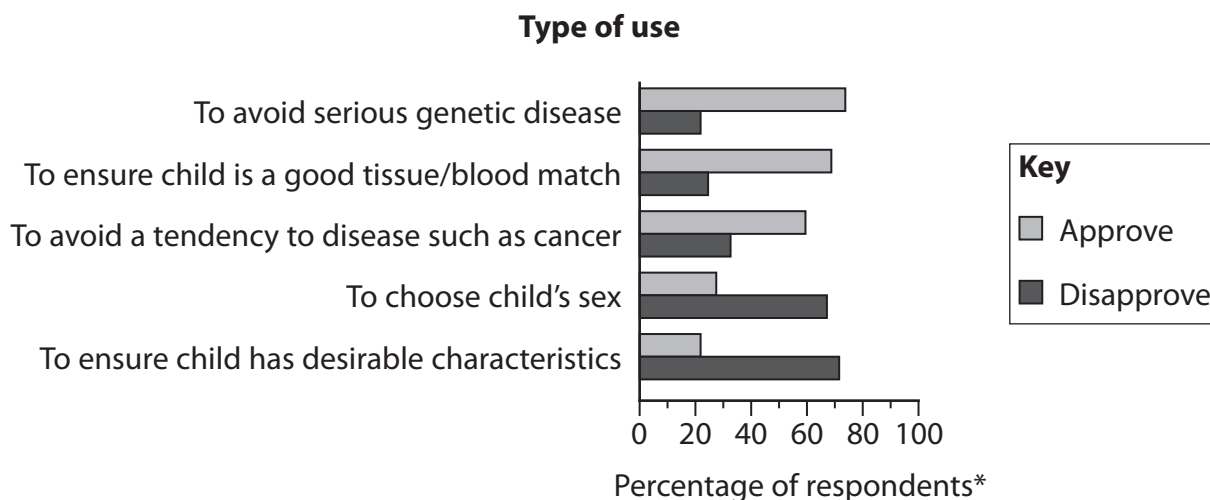 Type of use
To avoid serious genetic disease
To ensure child is a good tissue/blood match
To avoid a tendency to disease such as cancer
To choose child's sex
To ensure child has desirable characteristics
0 20 40 60 80 100
Percentage of respondents*
Key
Approve
Disapprove